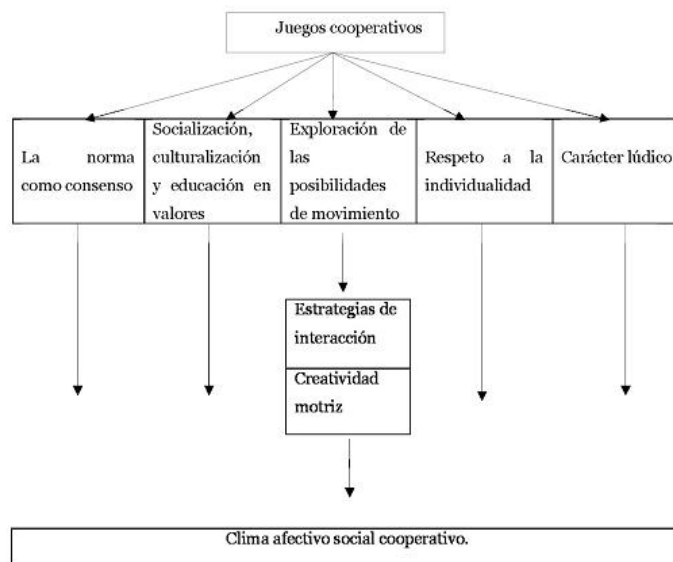 Juegos cooperativos
La norma
como consenso
Socialización,
culturalización
y educación en
valores
Exploración de
las
posibilidades
de movimiento
Respeto a la
individualidad
Carácter lúdico
Estrategias de
interacción
Creatividad
motriz
Clima afectivo social cooperativo.